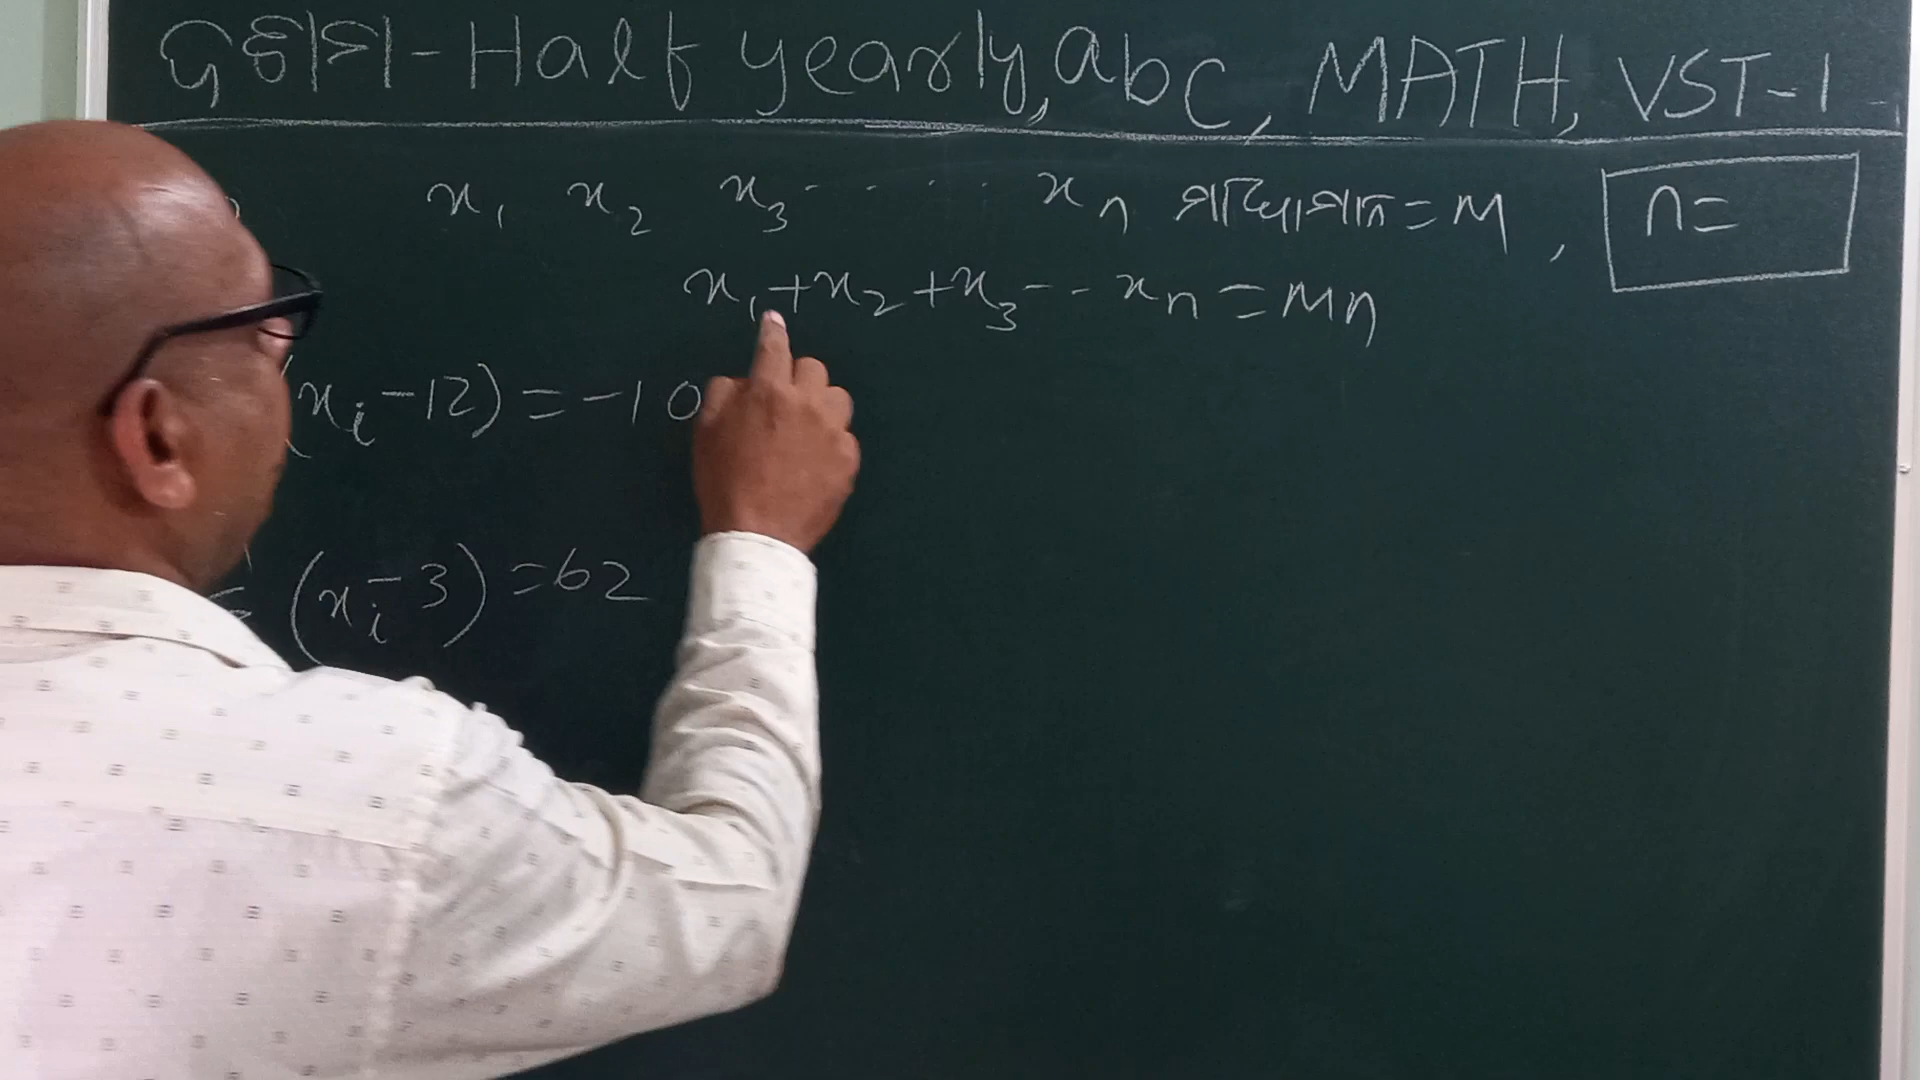 ଦଶମ-Half yearly, abc, MATH, VST-1
x₁ x₂ x₃ ..... xₙ ମାଧ୍ୟମାନ = M, n=
x₁+x₂+x₃--xₙ=Mn
(xᵢ-12)=-10
(xᵢ-3)=62